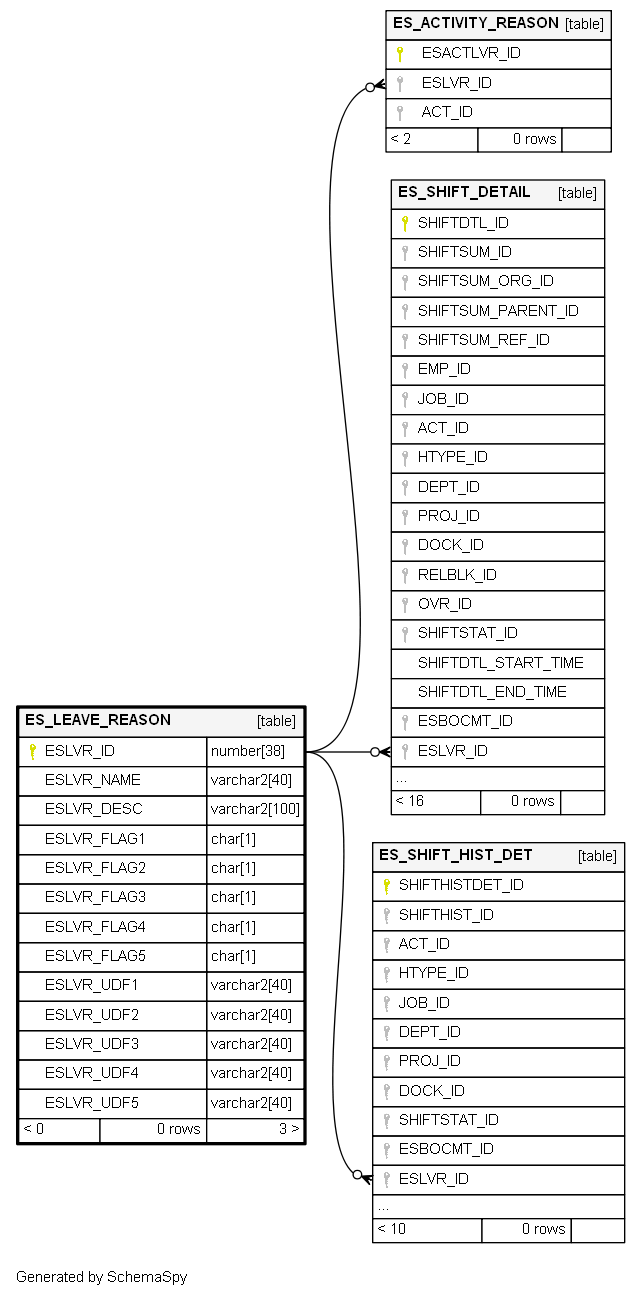 ES_ACTIVITY_REASON [table]
ESACTLVR_ID
ESLVR_ID
ACT_ID
< 2 0 rows
ES_SHIFT_DETAIL [table]
SHIFTDTL_ID
SHIFTSUM_ID
SHIFTSUM_ORG_ID
SHIFTSUM_PARENT_ID
SHIFTSUM_REF_ID
EMP_ID
JOB_ID
ACT_ID
HTYPE_ID
DEPT_ID
PROJ_ID
DOCK_ID
RELBLK_ID
OVR_ID
SHIFTSTAT_ID
SHIFTDTL_START_TIME
SHIFTDTL_END_TIME
ESBOCMT_ID
ESLVR_ID
...
< 16 0 rows
ES_LEAVE_REASON [table]
ESLVR_ID number[38]
ESLVR_NAME varchar2[40]
ESLVR_DESC varchar2[100]
ESLVR_FLAG1 char[1]
ESLVR_FLAG2 char[1]
ESLVR_FLAG3 char[1]
ESLVR_FLAG4 char[1]
ESLVR_FLAG5 char[1]
ESLVR_UDF1 varchar2[40]
ESLVR_UDF2 varchar2[40]
ESLVR_UDF3 varchar2[40]
ESLVR_UDF4 varchar2[40]
ESLVR_UDF5 varchar2[40]
< 0 0 rows 3 >
ES_SHIFT_HIST_DET [table]
SHIFTHISTDET_ID
SHIFTHIST_ID
ACT_ID
HTYPE_ID
JOB_ID
DEPT_ID
PROJ_ID
DOCK_ID
SHIFTSTAT_ID
ESBOCMT_ID
ESLVR_ID
...
< 10 0 rows
Generated by SchemaSpy